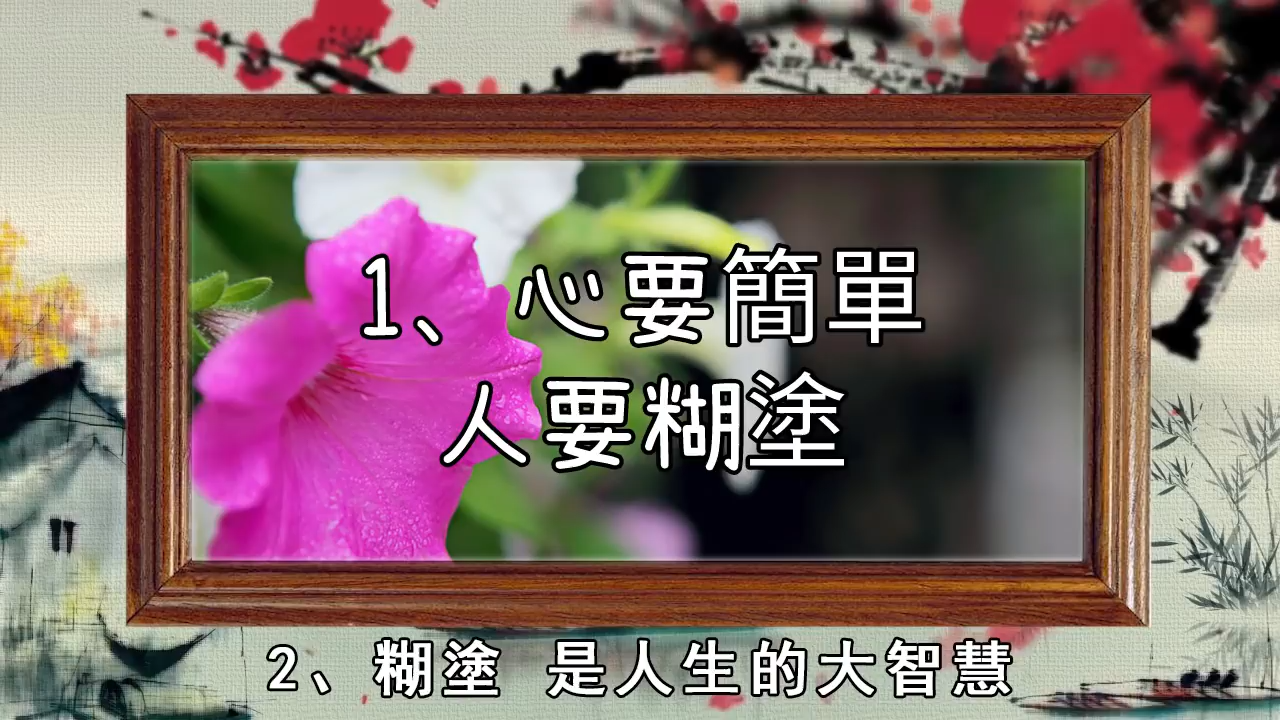 1、心要簡單
人要糊塗
2、糊塗 是人生的大智慧